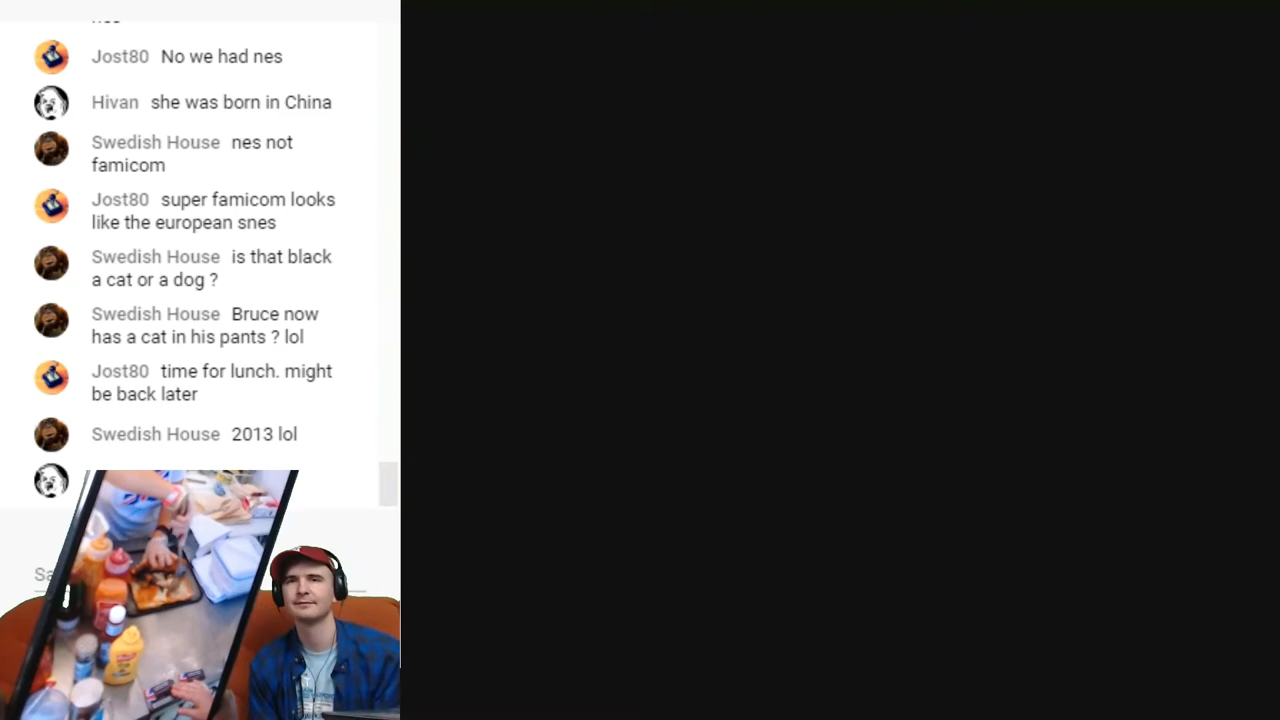 Jost80 No we had nes
Hivan she was born in China
Swedish House nes not
famicom
Jost80 super famicom looks
like the european snes
Swedish House is that black
a cat or a dog ?
Swedish House Bruce now
has a cat in his pants ? lol
Jost80 time for lunch. might
be back later
Swedish House 2013 lol
Sa